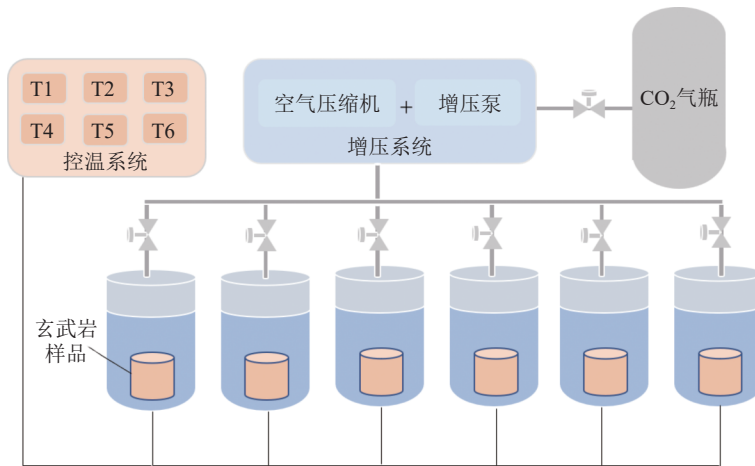 T1 T2 T3
T4 T5 T6
控温系统
空气压缩机 + 增压泵
增压系统
CO₂气瓶
玄武岩
样品